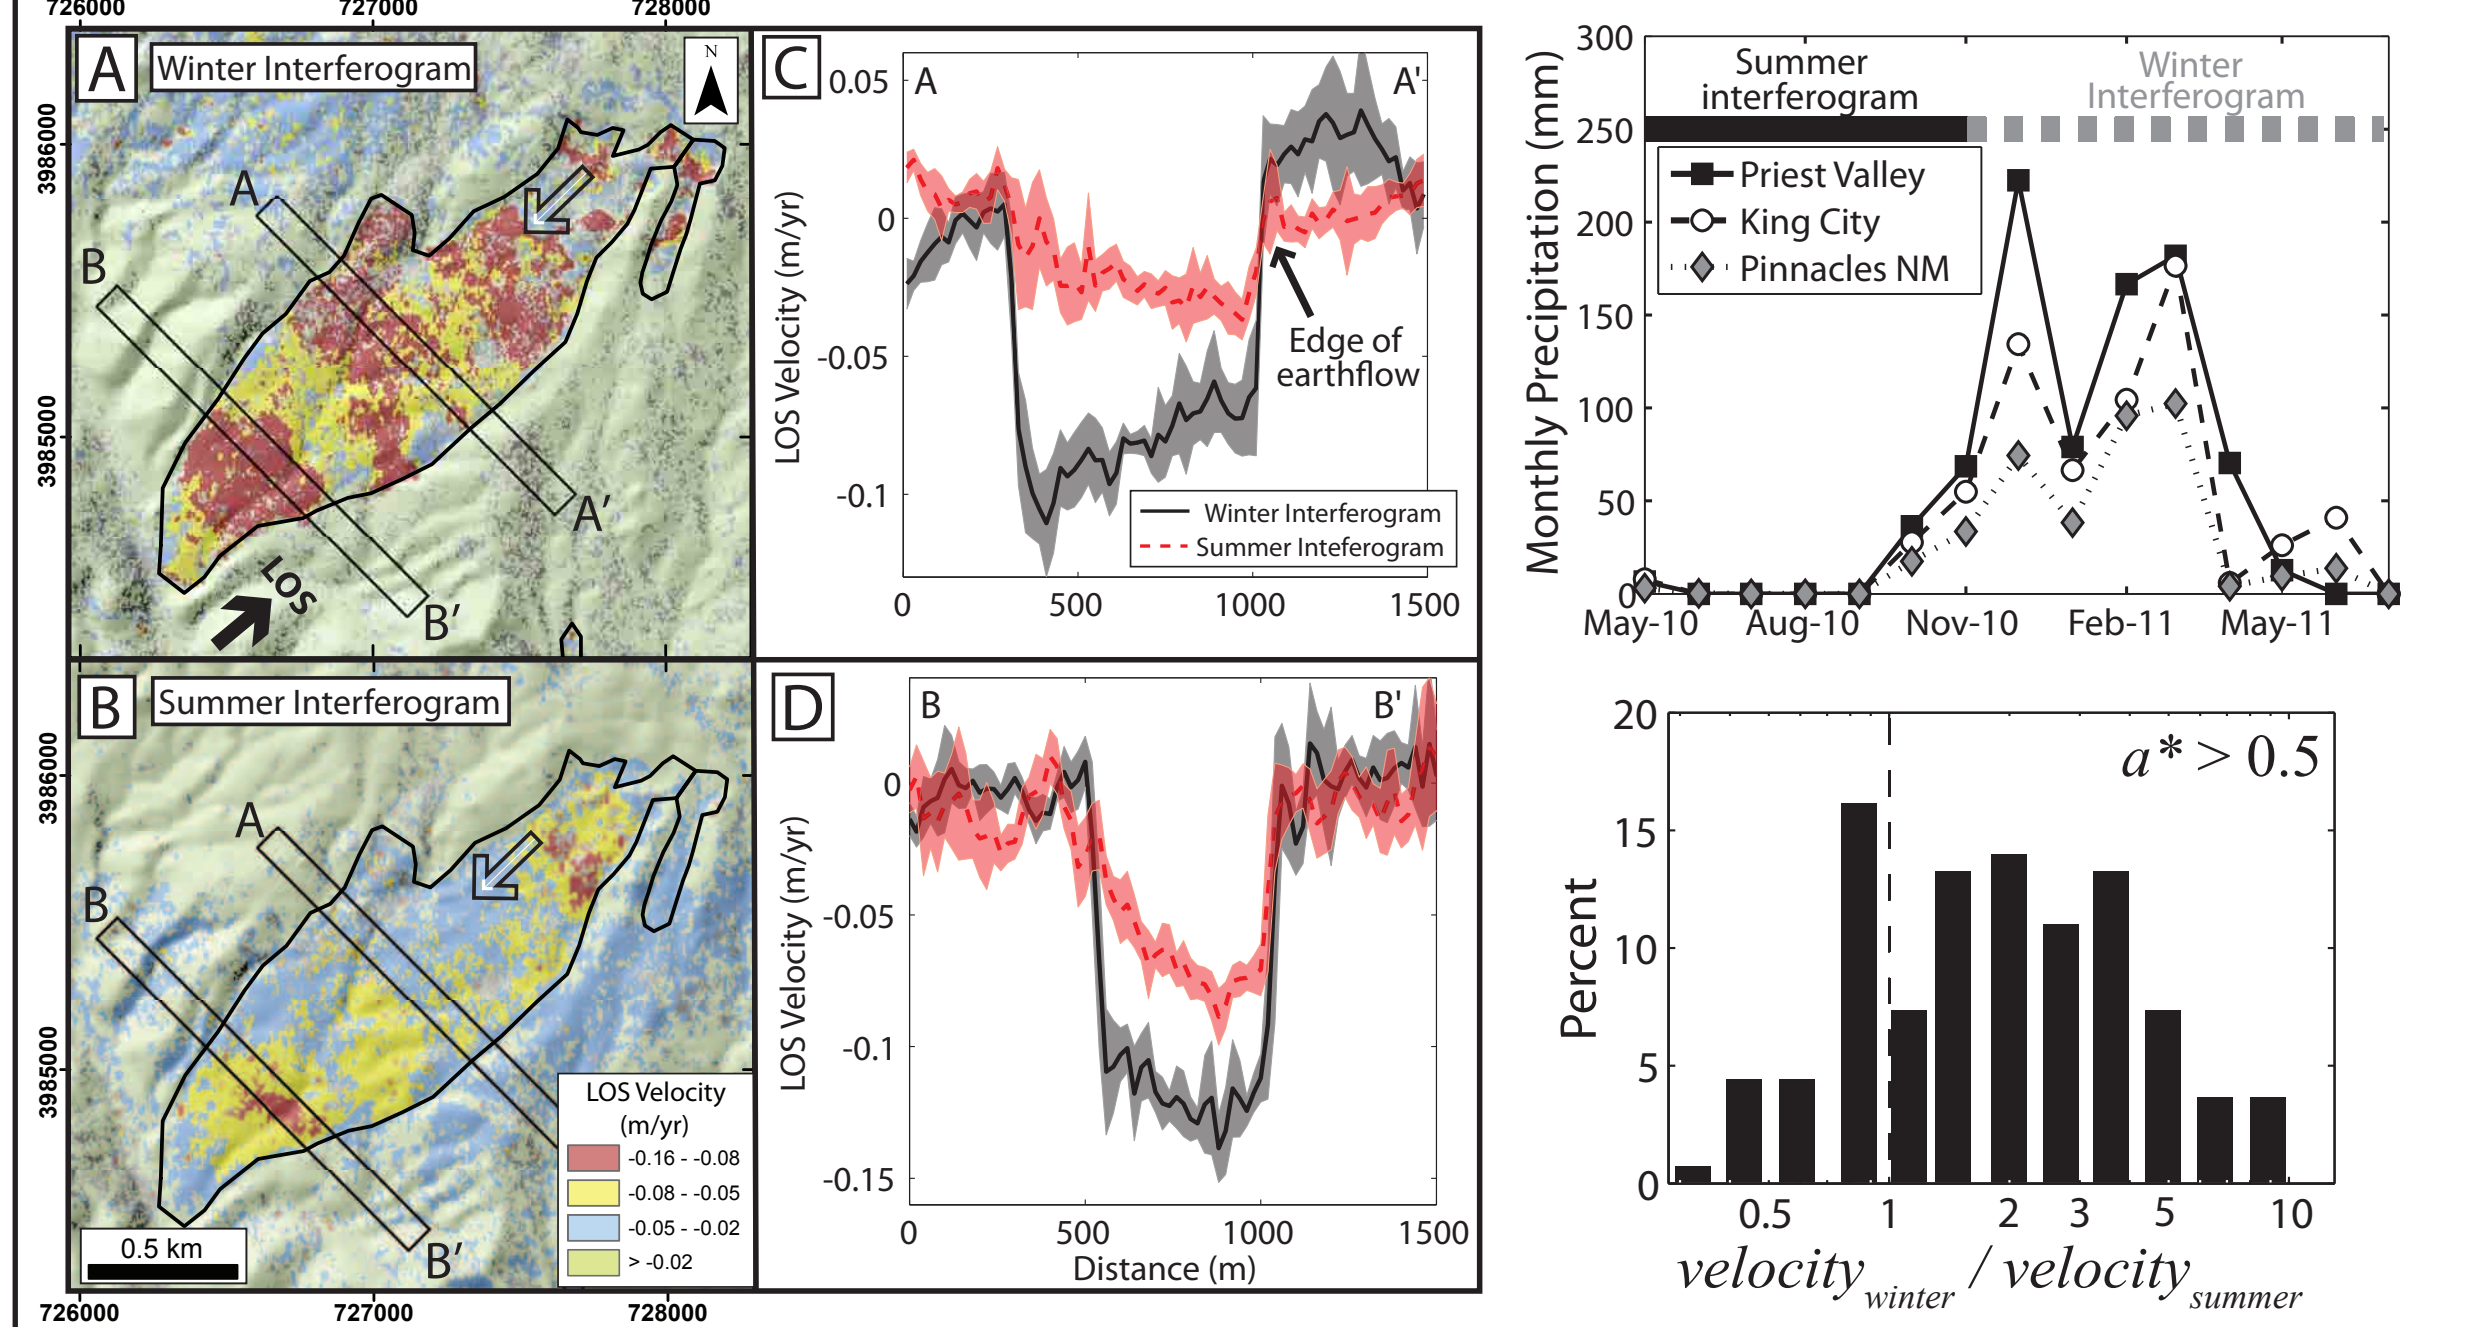 726000 727000 728000
A Winter Interferogram
N
3986000
3985000
A
B
A'
B'
LOS
B Summer Interferogram
3986000
3985000
A
B
B'
LOS Velocity
(m/yr)
-0.16 - -0.08
-0.08 - -0.05
-0.05 - -0.02
> -0.02
0.5 km
726000 727000 728000
C
A A'
LOS Velocity (m/yr)
0.05
0
-0.05
-0.1
Edge of
earthflow
Winter Interferogram
Summer Inteferogram
0 500 1000 1500
D
B B'
LOS Velocity (m/yr)
0
-0.05
-0.1
-0.15
0 500 1000 1500
Distance (m)
Monthly Precipitation (mm)
300
250
200
150
100
50
0
Summer
interferogram
Winter
Interferogram
Priest Valley
King City
Pinnacles NM
May-10 Aug-10 Nov-10 Feb-11 May-11
Percent
20
15
10
5
0
a* > 0.5
0.5 1 2 3 5 10
velocity winter / velocity summer